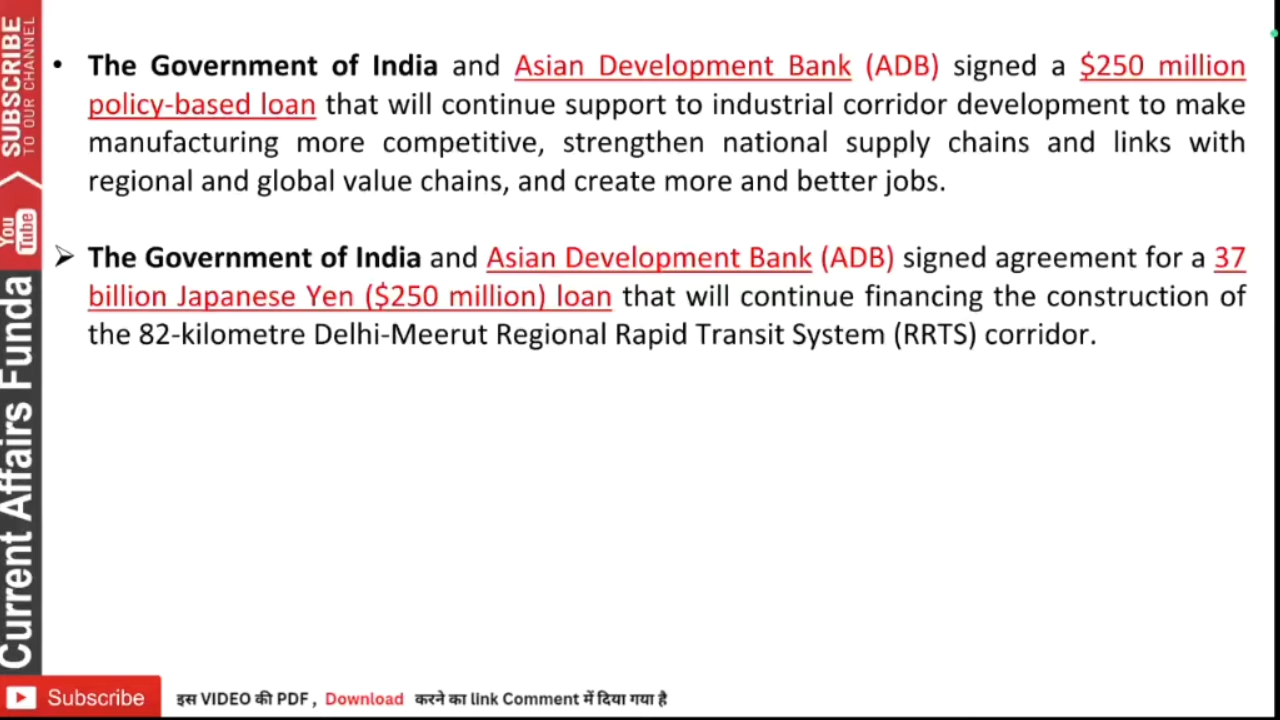 • The Government of India and Asian Development Bank (ADB) signed a $250 million
policy-based loan that will continue support to industrial corridor development to make
manufacturing more competitive, strengthen national supply chains and links with
regional and global value chains, and create more and better jobs.
➢ The Government of India and Asian Development Bank (ADB) signed agreement for a 37
billion Japanese Yen ($250 million) loan that will continue financing the construction of
the 82-kilometre Delhi-Meerut Regional Rapid Transit System (RRTS) corridor.
SUBSCRIBE
TO OUR CHANNEL
You
Tube
Current Affairs Funda
Subscribe
इस VIDEO की PDF , Download करने का link Comment में दिया गया है